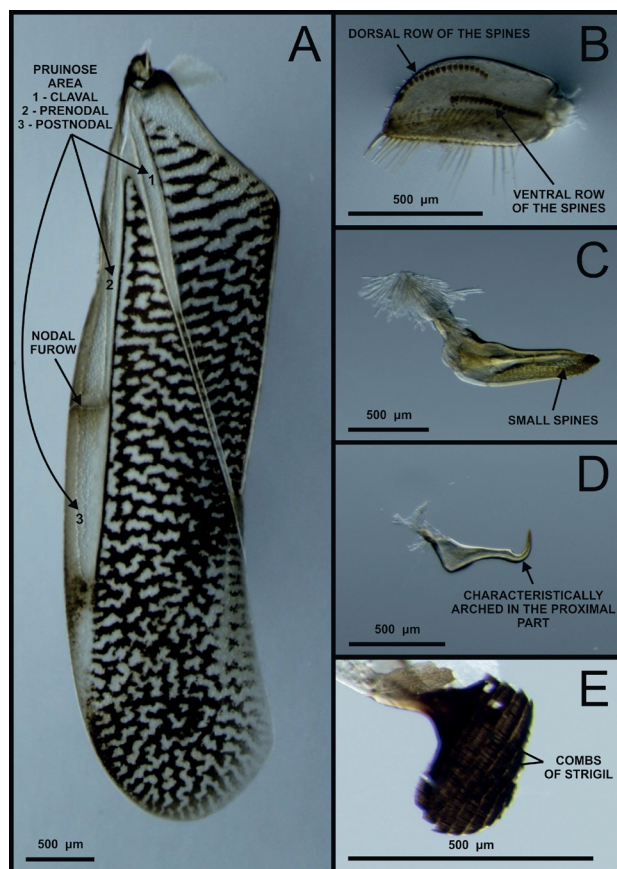 A
PRUINOSE
AREA
1 - CLAVAL
2 - PRENODAL
3 - POSTNODAL
1
2
NODAL
FUROW
3
500 µm
B
DORSAL ROW OF THE SPINES
500 µm
VENTRAL ROW
OF THE SPINES
C
500 µm
SMALL SPINES
D
CHARACTERISTICALLY
ARCHED IN THE PROXIMAL
PART
500 µm
E
COMBS
OF STRIGIL
500 µm